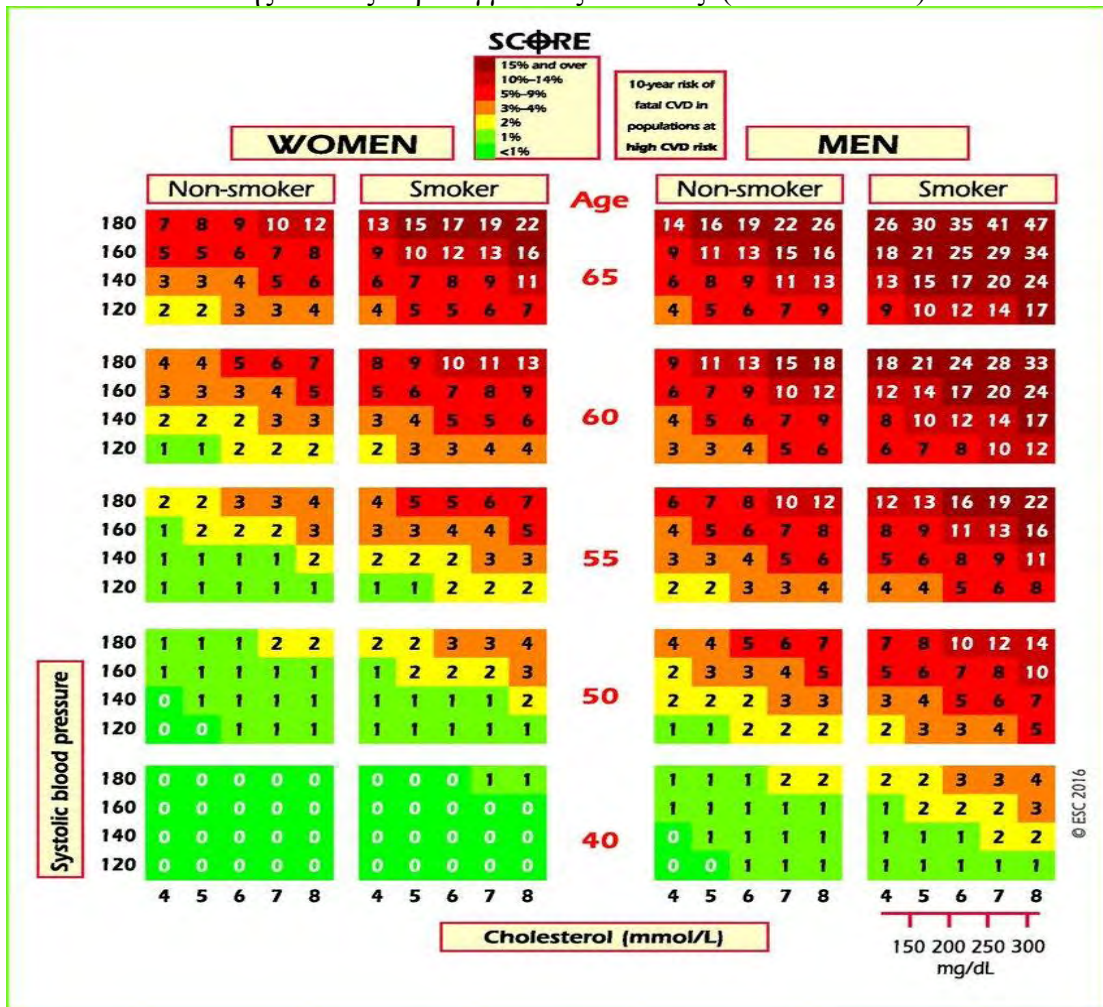 SCORE
15% and over
10%–14%
5%–9%
3%–4%
2%
1%
<1%
10-year risk of
fatal CVD in
populations at
high CVD risk
WOMEN MEN
Non-smoker Smoker Age Non-smoker Smoker
180 7 8 9 10 12 13 15 17 19 22 14 16 19 22 26 26 30 35 41 47
160 5 5 6 7 8 9 10 12 13 16 9 11 13 15 16 18 21 25 29 34
140 3 3 4 5 6 6 7 8 9 11 65 6 8 9 11 13 13 15 17 20 24
120 2 2 3 3 4 4 5 5 6 7 4 5 6 7 9 9 10 12 14 17
180 4 4 5 6 7 8 9 10 11 13 9 11 13 15 18 18 21 24 28 33
160 3 3 3 4 5 5 6 7 8 9 6 7 9 10 12 12 14 17 20 24
140 2 2 2 3 3 3 4 5 5 6 60 4 5 6 7 9 8 10 12 14 17
120 1 1 2 2 2 2 3 3 4 4 3 3 4 5 6 6 7 8 10 12
180 2 2 3 3 4 4 5 5 6 7 6 7 8 10 12 12 13 16 19 22
160 1 2 2 2 3 3 3 4 4 5 4 5 6 7 8 8 9 11 13 16
140 1 1 1 1 2 2 2 2 3 3 55 3 3 4 5 6 5 6 8 9 11
120 1 1 1 1 1 1 1 2 2 2 2 2 3 3 4 4 4 5 6 8
180 1 1 1 2 2 2 2 3 3 4 4 4 5 6 7 7 8 10 12 14
160 1 1 1 1 1 1 2 2 2 3 2 3 3 4 5 5 6 7 8 10
140 0 1 1 1 1 1 1 1 1 2 50 2 2 2 3 3 3 4 5 6 7
120 0 0 1 1 1 1 1 1 1 1 1 1 2 2 2 2 3 3 4 5
180 0 0 0 0 0 0 0 0 1 1 1 1 1 2 2 2 2 3 3 4
160 0 0 0 0 0 0 0 0 0 0 1 1 1 1 1 1 2 2 2 3
140 0 0 0 0 0 0 0 0 0 0 40 0 1 1 1 1 1 1 1 2 2
120 0 0 0 0 0 0 0 0 0 0 0 0 1 1 1 1 1 1 1 1
4 5 6 7 8 4 5 6 7 8 4 5 6 7 8 4 5 6 7 8
Systolic blood pressure
Cholesterol (mmol/L)
150 200 250 300
mg/dL
© ESC 2016